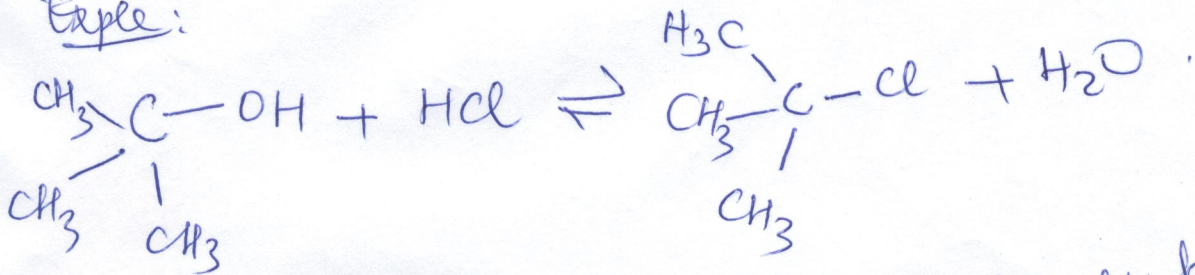 Exple:
H3C
CH3 C — OH + HCl ⇌ CH3 — C — Cl + H2O.
CH3 CH3 CH3